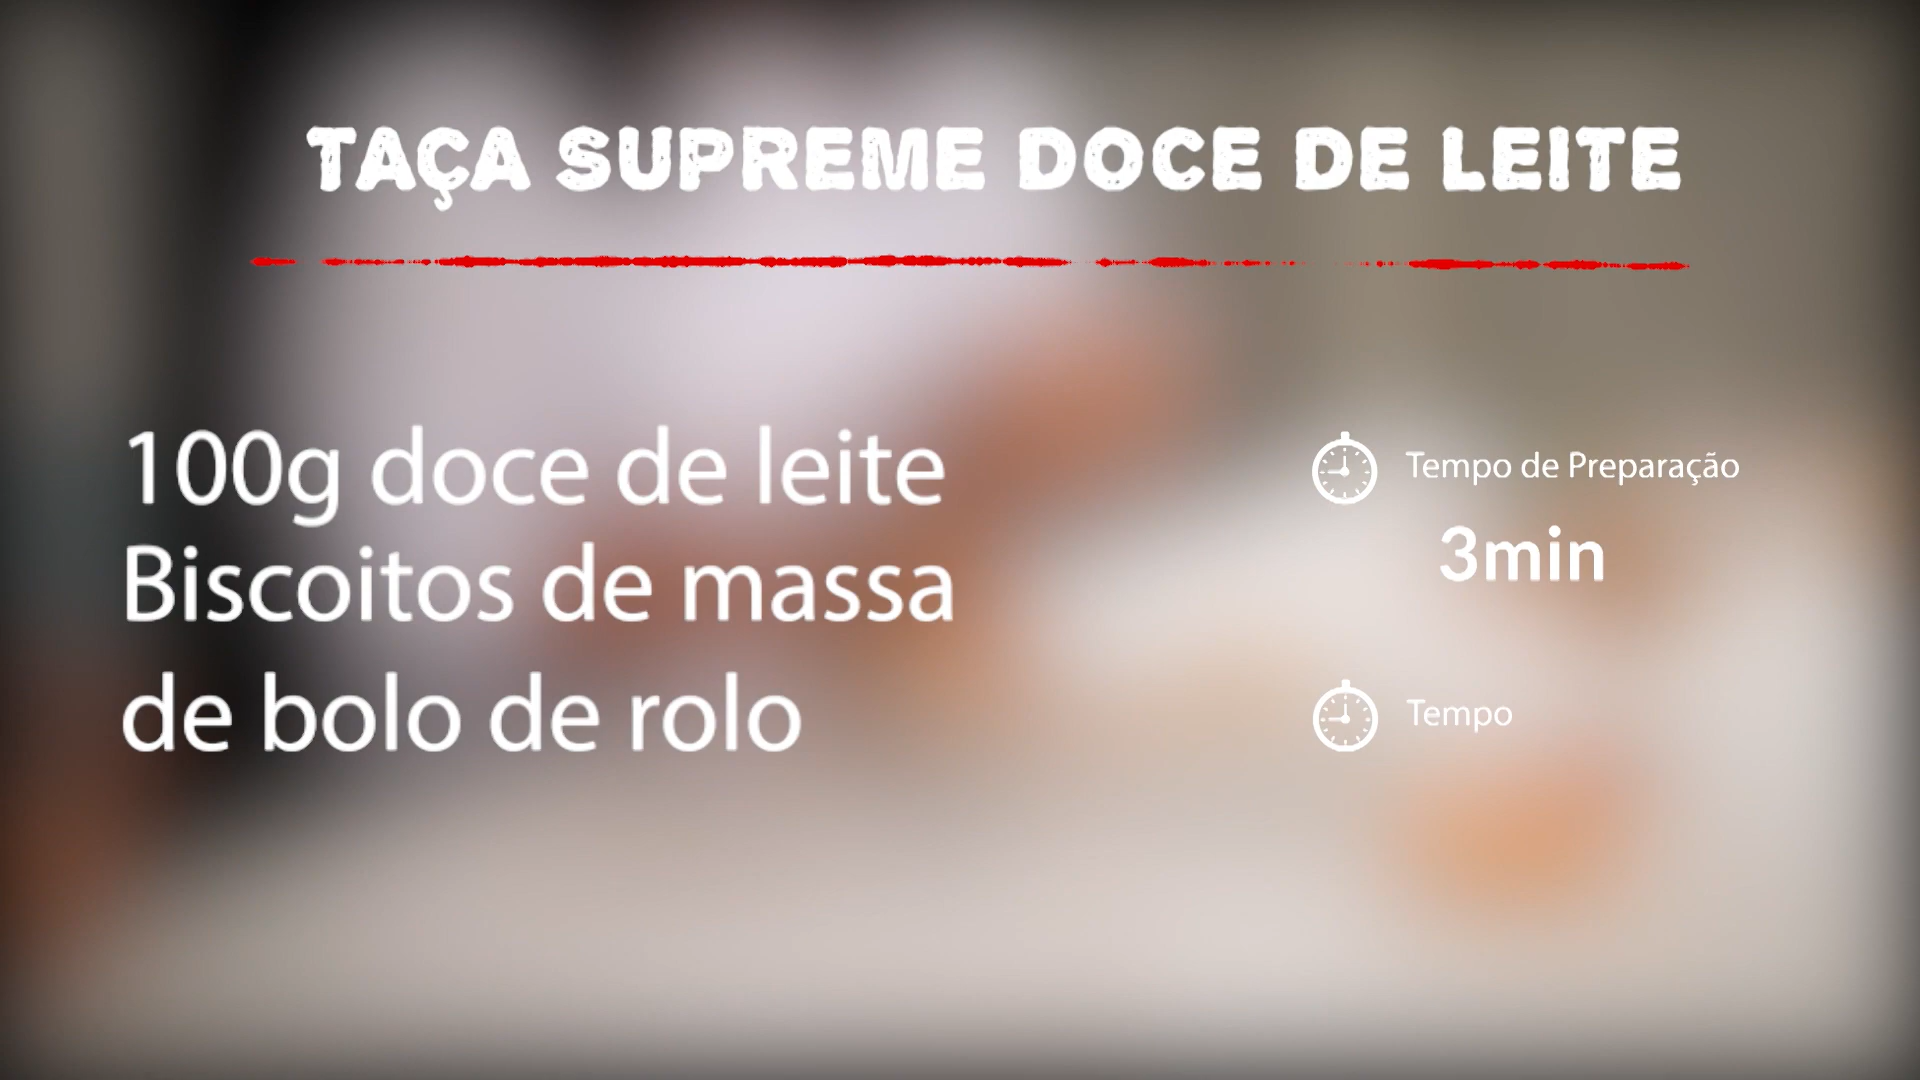 TAÇA SUPREME DOCE DE LEITE
100g doce de leite
Biscoitos de massa
de bolo de rolo
Tempo de Preparação
3min
Tempo